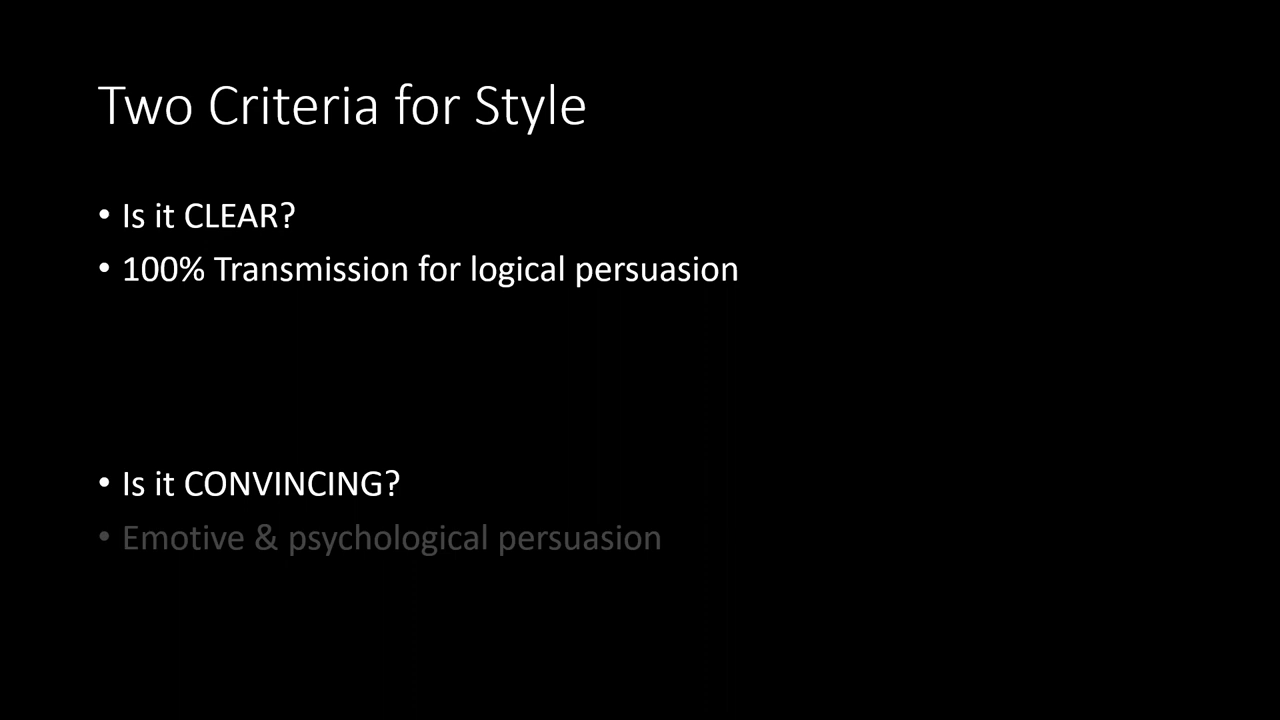 Two Criteria for Style
• Is it CLEAR?
• 100% Transmission for logical persuasion
• Is it CONVINCING?
• Emotive & psychological persuasion